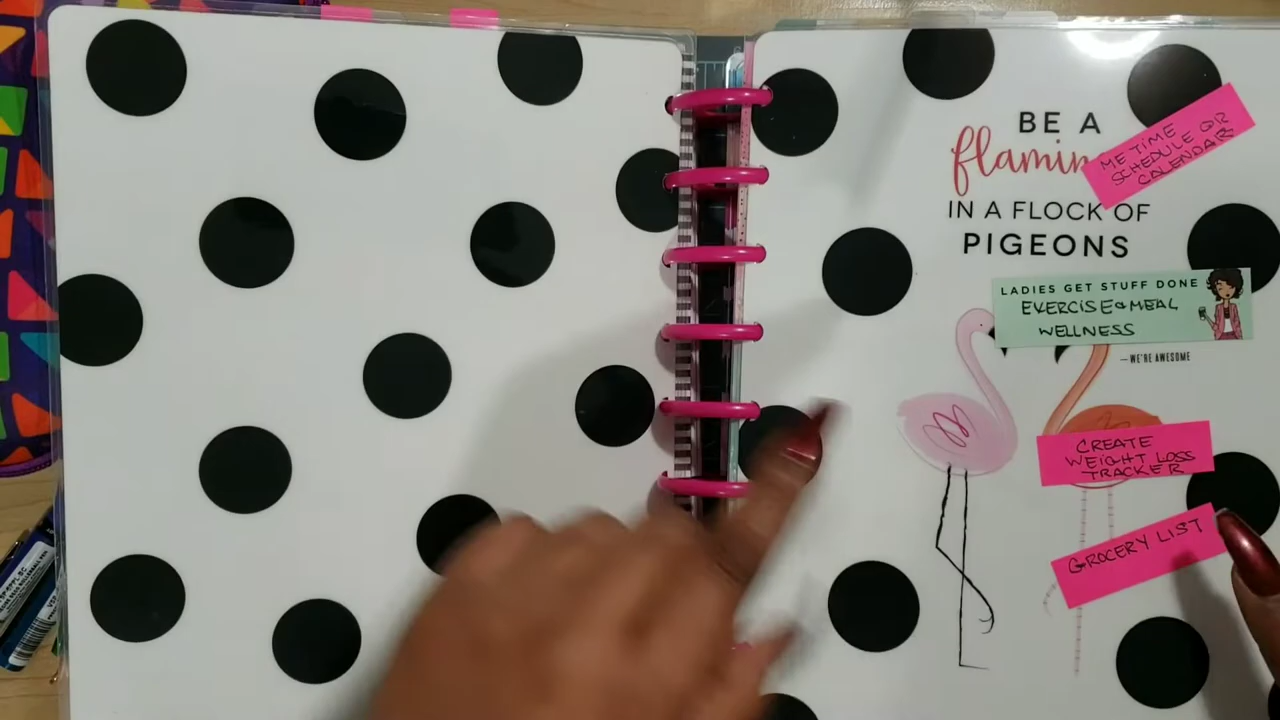 BE A
flamin
ME TIME
SCHEDULE OR
CALENDAR
IN A FLOCK OF
PIGEONS
LADIES GET STUFF DONE
EXERCISE & MEAL
WELLNESS
—WE'RE AWESOME
CREATE
WEIGHT LOSS
TRACKER
GROCERY LIST